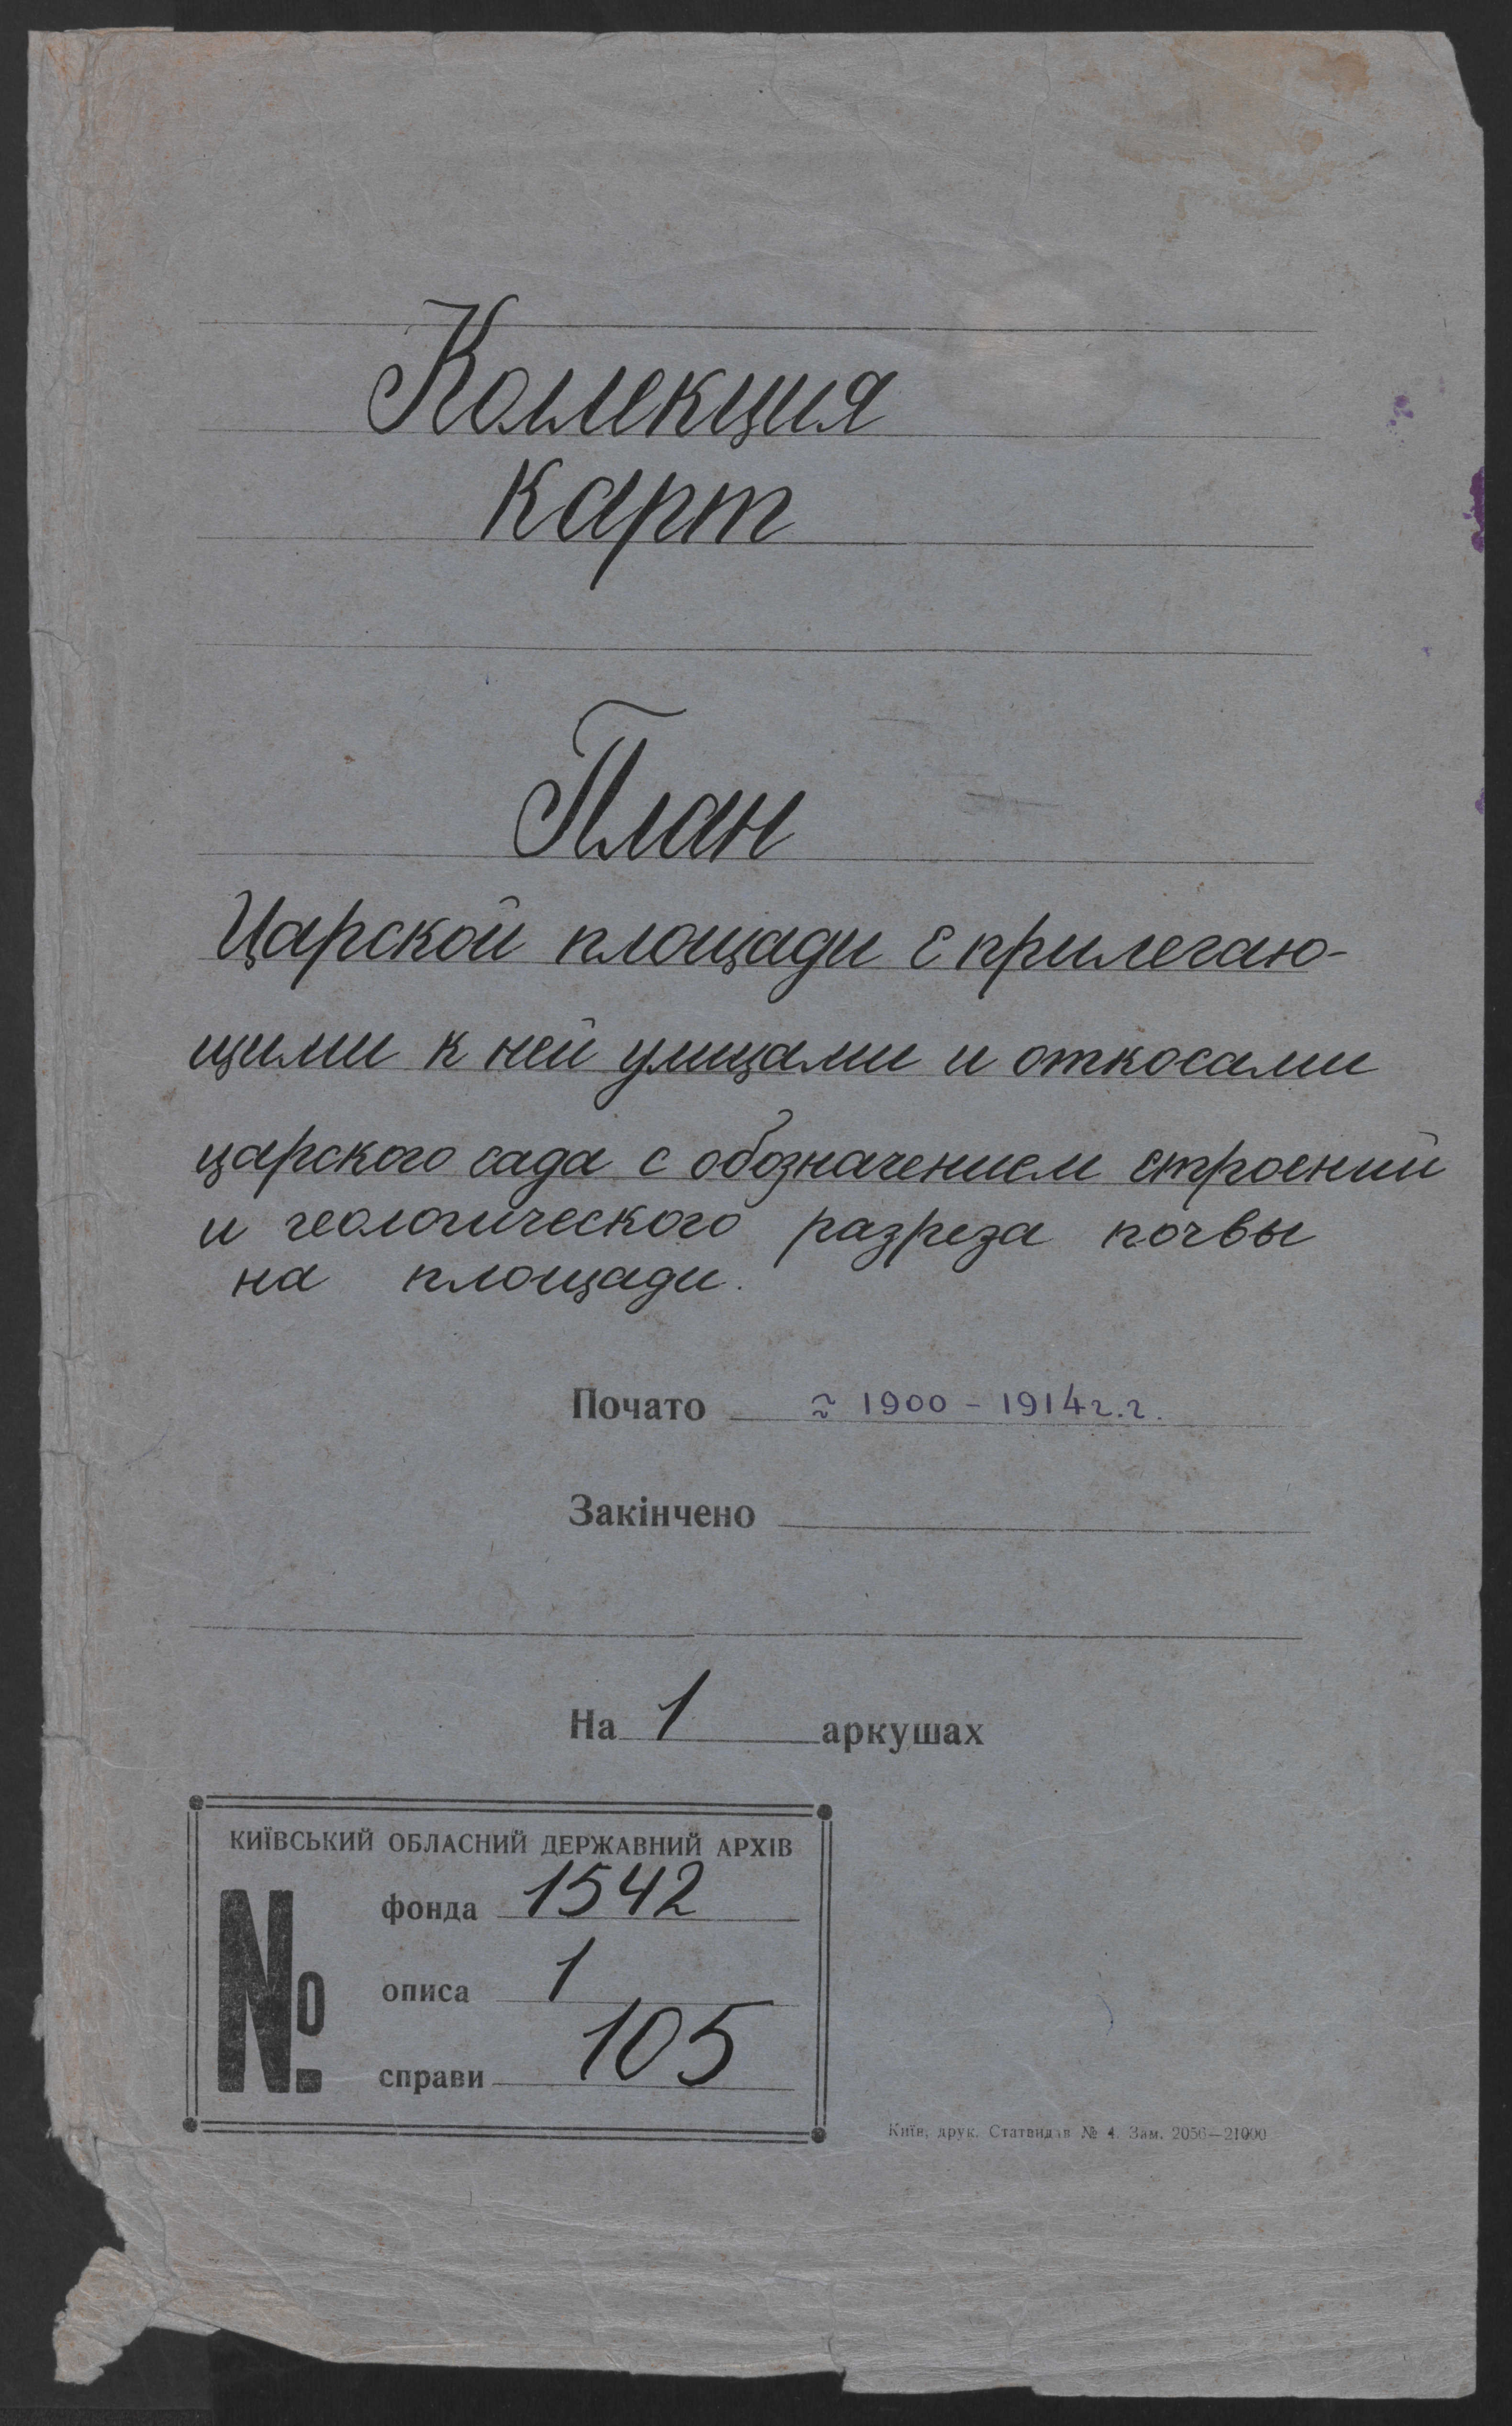 Коллекция
карт
План
Царской площади с прилегаю-
щими к ней улицами и откосами
царского сада с обозначением строений
и геологического разреза почвы
на площади.
Почато ≈ 1900 - 1914 г.г.
Закінчено
На 1 аркушах
КИЇВСЬКИЙ ОБЛАСНИЙ ДЕРЖАВНИЙ АРХІВ
№
фонда 1542
описа 1
справи 105
Київ, друк. Статвидав № 4. Зам. 2050—21000